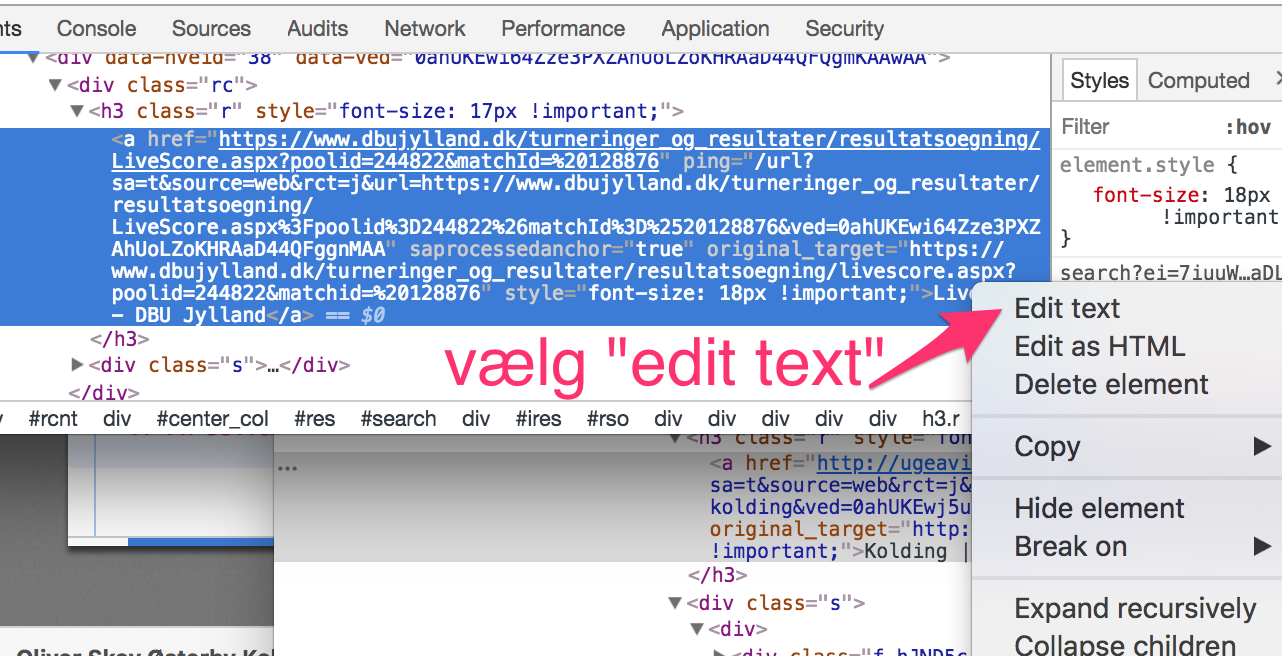 nts Console Sources Audits Network Performance Application Security
▼<div data-hveid="38" data-ved="0ahUKEwi64Zze3PXZAhUoLZoKHRAaD44QFQgmKAAwAA">
▼<div class="rc">
▼<h3 class="r" style="font-size: 17px !important;">
<a href="https://www.dbujylland.dk/turneringer_og_resultater/resultatsoegning/
LiveScore.aspx?poolid=244822&matchId=%20128876" ping="/url?
sa=t&source=web&rct=j&url=https://www.dbujylland.dk/turneringer_og_resultater/
resultatsoegning/
LiveScore.aspx%3Fpoolid%3D244822%26matchId%3D%2520128876&ved=0ahUKEwi64Zze3PXZ
AhUoLZoKHRAaD44QFggnMAA" saprocessedanchor="true" original_target="https://
www.dbujylland.dk/turneringer_og_resultater/resultatsoegning/livescore.aspx?
poolid=244822&matchid=%20128876" style="font-size: 18px !important;">Live
- DBU Jylland</a> == $0
</h3>
▶<div class="s">…</div>
</div>
#rcnt div #center_col #res #search div #ires #rso div div div div div h3.r
Styles Computed
Filter :hov
element.style {
font-size: 18px
!important
}
search?ei=7iuuW…aDL
vælg "edit text"
Edit text
Edit as HTML
Delete element
Copy ▶
Hide element
Break on ▶
Expand recursively
Collapse children
...
▼<h3 class="r" style="fon
<a href="http://ugeavi
sa=t&source=web&rct=j&
kolding&ved=0ahUKEwj5u
original_target="http:
!important;">Kolding |
</h3>
▼<div class="s">
▼<div>
▶<div class="f hJND5c
Oliver Skov Østerby Kol